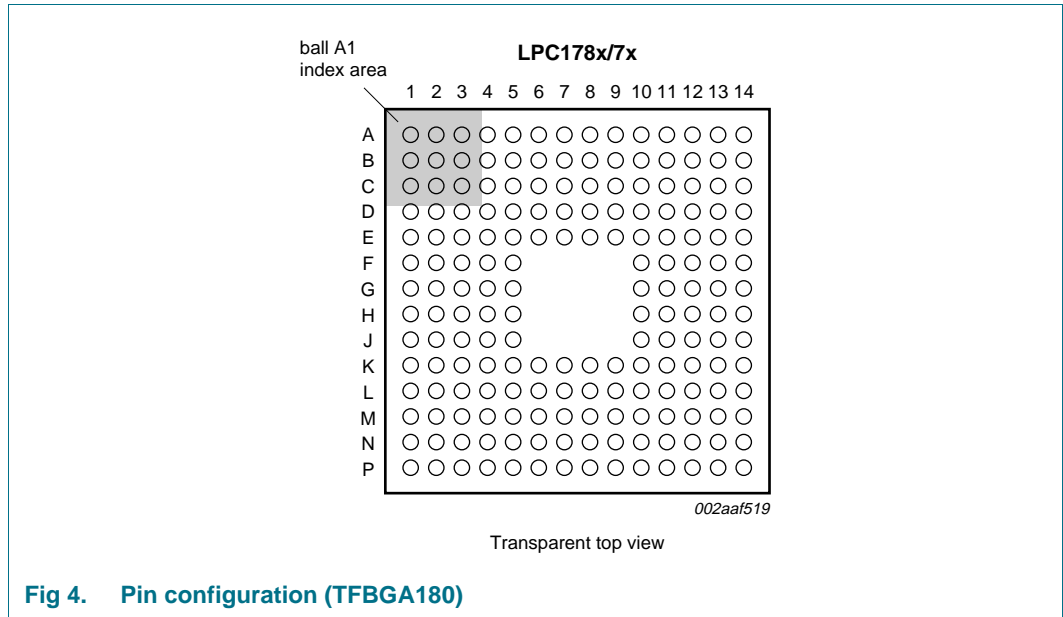 ball A1
index area
LPC178x/7x
1 2 3 4 5 6 7 8 9 10 11 12 13 14
A
B
C
D
E
F
G
H
J
K
L
M
N
P
002aaf519
Transparent top view
Fig 4. Pin configuration (TFBGA180)